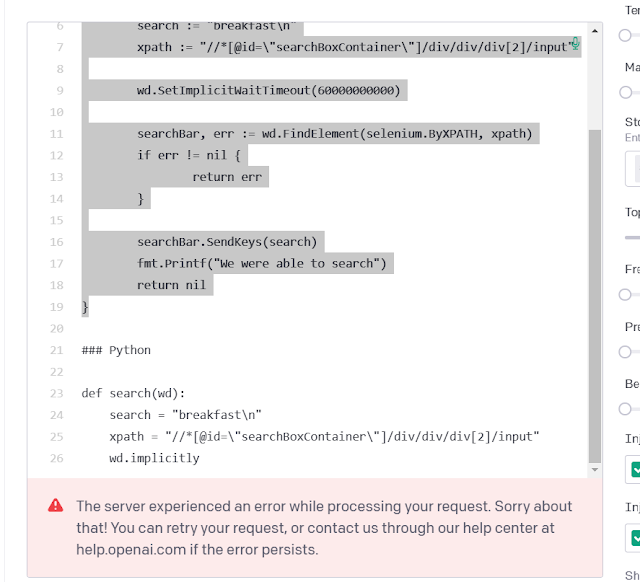 6 search := "breakfast\n"
7 xpath := "//*[@id=\"searchBoxContainer\"]/div/div/div[2]/input"
8
9 wd.SetImplicitWaitTimeout(60000000000)
10
11 searchBar, err := wd.FindElement(selenium.ByXPATH, xpath)
12 if err != nil {
13 return err
14 }
15
16 searchBar.SendKeys(search)
17 fmt.Printf("We were able to search")
18 return nil
19 }
20
21 ### Python
22
23 def search(wd):
24 search = "breakfast\n"
25 xpath = "//*[@id=\"searchBoxContainer\"]/div/div/div[2]/input"
26 wd.implicitly
The server experienced an error while processing your request. Sorry about
that! You can retry your request, or contact us through our help center at
help.openai.com if the error persists.
Ma
Sto
Ent
Top
Fre
Pre
Be
Inj
Inj
Sh